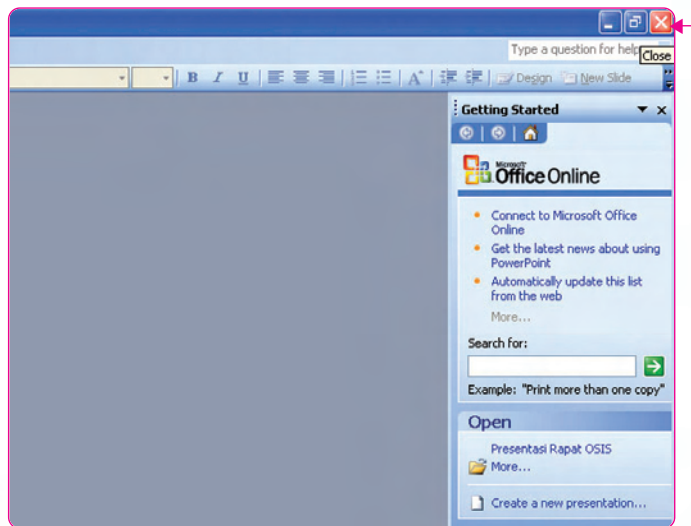 Type a question for help
Close
B I U A Design New Slide
Getting Started
Microsoft
Office Online
Connect to Microsoft Office
Online
Get the latest news about using
PowerPoint
Automatically update this list
from the web
More...
Search for:
Example: "Print more than one copy"
Open
Presentasi Rapat OSIS
More...
Create a new presentation...